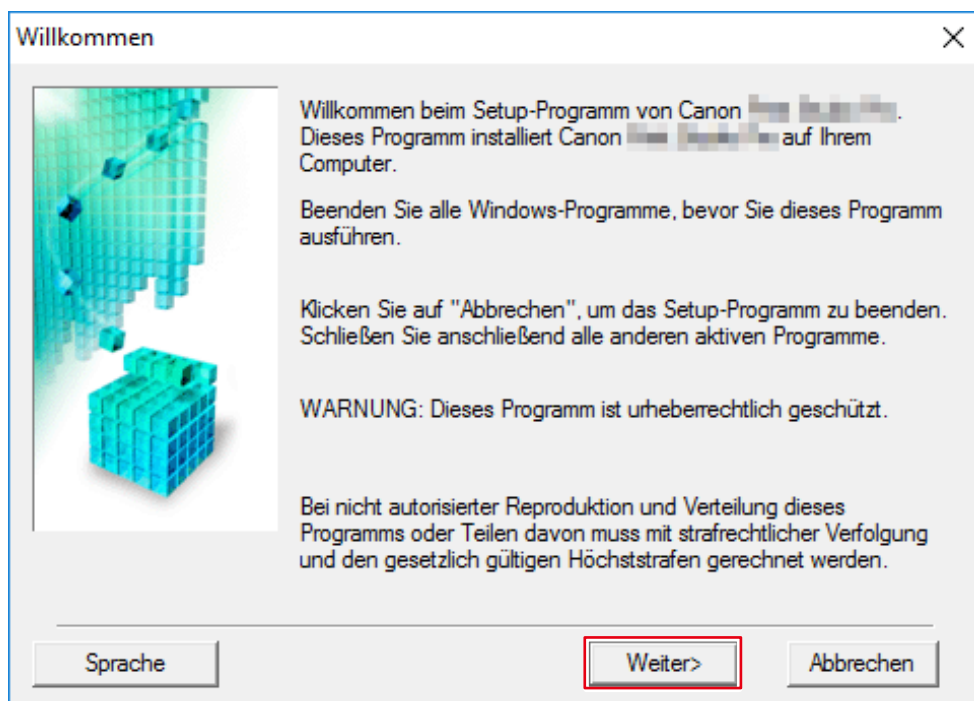 Willkommen
Willkommen beim Setup-Programm von Canon .
Dieses Programm installiert Canon auf Ihrem
Computer.
Beenden Sie alle Windows-Programme, bevor Sie dieses Programm
ausführen.
Klicken Sie auf "Abbrechen", um das Setup-Programm zu beenden.
Schließen Sie anschließend alle anderen aktiven Programme.
WARNUNG: Dieses Programm ist urheberrechtlich geschützt.
Bei nicht autorisierter Reproduktion und Verteilung dieses
Programms oder Teilen davon muss mit strafrechtlicher Verfolgung
und den gesetzlich gültigen Höchststrafen gerechnet werden.
Sprache
Weiter>
Abbrechen